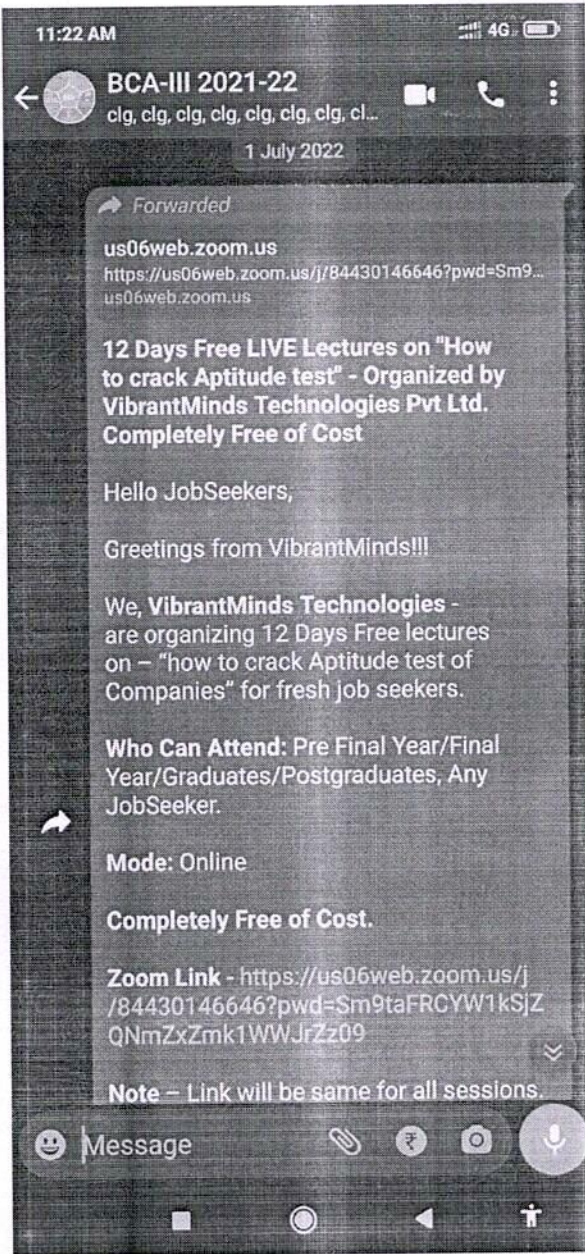 11:22 AM
4G
BCA-III 2021-22
clg, clg, clg, clg, clg, clg, clg, cl...
1 July 2022
Forwarded
us06web.zoom.us
https://us06web.zoom.us/j/84430146646?pwd=Sm9...
us06web.zoom.us
12 Days Free LIVE Lectures on "How
to crack Aptitude test" - Organized by
VibrantMinds Technologies Pvt Ltd.
Completely Free of Cost
Hello JobSeekers,
Greetings from VibrantMinds!!!
We, VibrantMinds Technologies -
are organizing 12 Days Free lectures
on – “how to crack Aptitude test of
Companies” for fresh job seekers.
Who Can Attend: Pre Final Year/Final
Year/Graduates/Postgraduates, Any
JobSeeker.
Mode: Online
Completely Free of Cost.
Zoom Link - https://us06web.zoom.us/j
/84430146646?pwd=Sm9taFRCYW1kSjZ
QNmZxZmk1WWJrZz09
Note – Link will be same for all sessions.
Message
₹